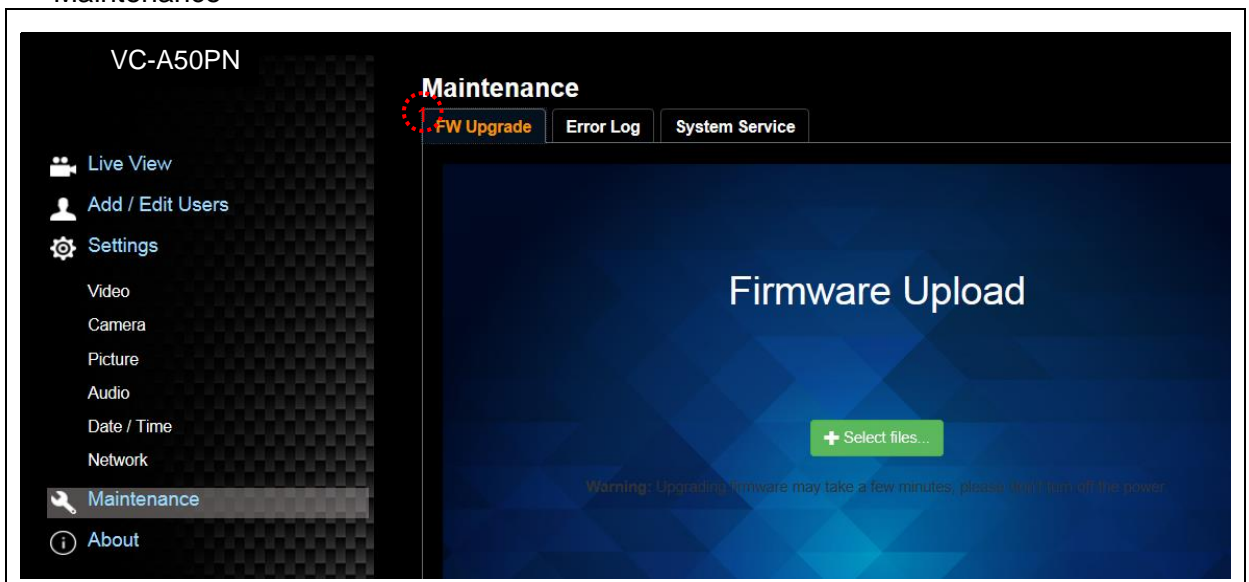 Maintenance
VC-A50PN
Maintenance
1
FW Upgrade Error Log System Service
Live View
Add / Edit Users
Settings
Video
Camera
Picture
Audio
Date / Time
Network
Maintenance
About
Firmware Upload
Select files...
Warning: Upgrading firmware may take a few minutes, please don't turn off the power.